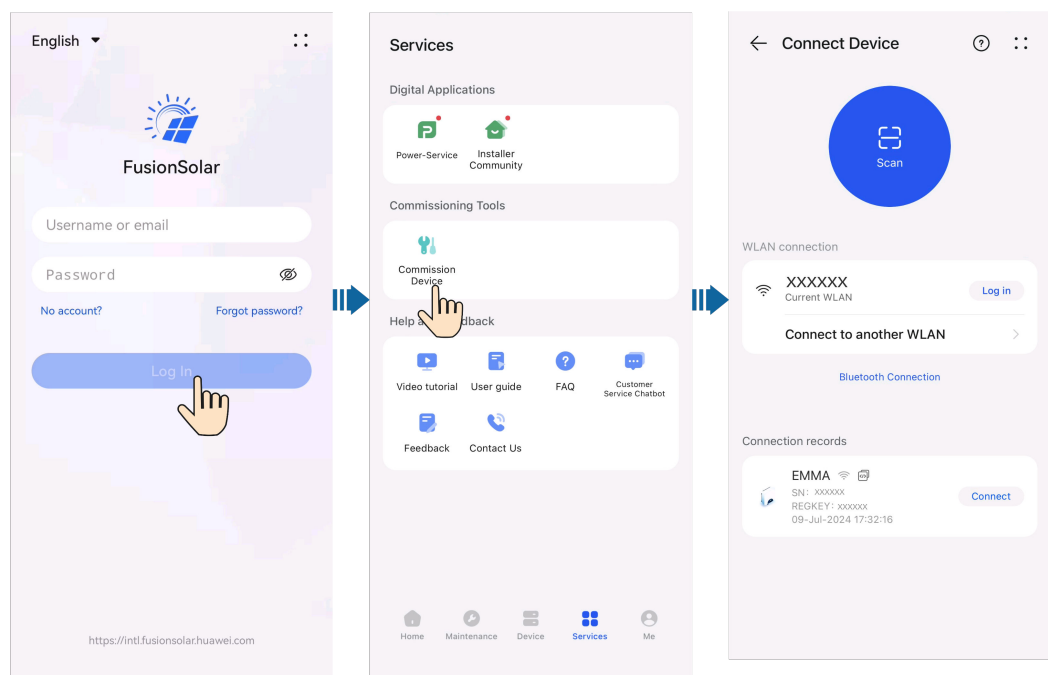 English
FusionSolar
Username or email
Password
No account? Forgot password?
Log In
https://intl.fusionsolar.huawei.com
Services
Digital Applications
Power-Service
Installer
Community
Commissioning Tools
Commission
Device
Help a dback
Video tutorial
User guide
FAQ
Customer
Service Chatbot
Feedback
Contact Us
Home Maintenance Device Services Me
Connect Device
Scan
WLAN connection
XXXXXX
Current WLAN
Log in
Connect to another WLAN
Bluetooth Connection
Connection records
EMMA
SN: xxxxxx
REGKEY: xxxxxx
09-Jul-2024 17:32:16
Connect